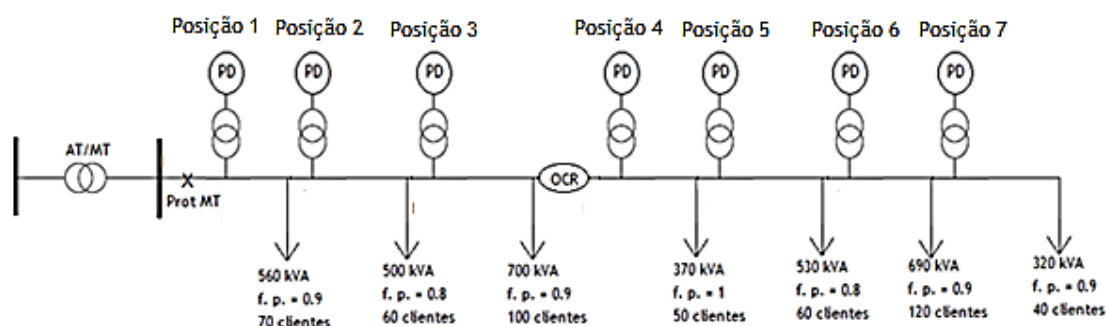 Posição 1 Posição 2 Posição 3 Posição 4 Posição 5 Posição 6 Posição 7
PD PD PD PD PD PD PD
AT/MT
OCR
X
Prot MT
560 kVA
f. p. = 0.9
70 clientes
500 kVA
f. p. = 0.8
60 clientes
700 kVA
f. p. = 0.9
100 clientes
370 kVA
f. p. = 1
50 clientes
530 kVA
f. p. = 0.8
60 clientes
690 kVA
f. p. = 0.9
120 clientes
320 kVA
f. p. = 0.9
40 clientes